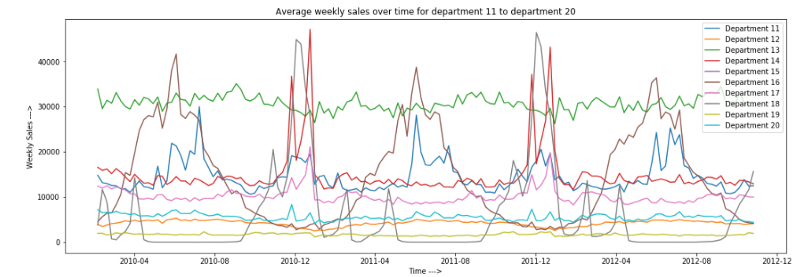 Average weekly sales over time for department 11 to department 20
Weekly Sales --->
40000
30000
20000
10000
0
2010-04
2010-08
2010-12
2011-04
2011-08
2011-12
2012-04
2012-08
2012-12
Time --->
Department 11
Department 12
Department 13
Department 14
Department 15
Department 16
Department 17
Department 18
Department 19
Department 20